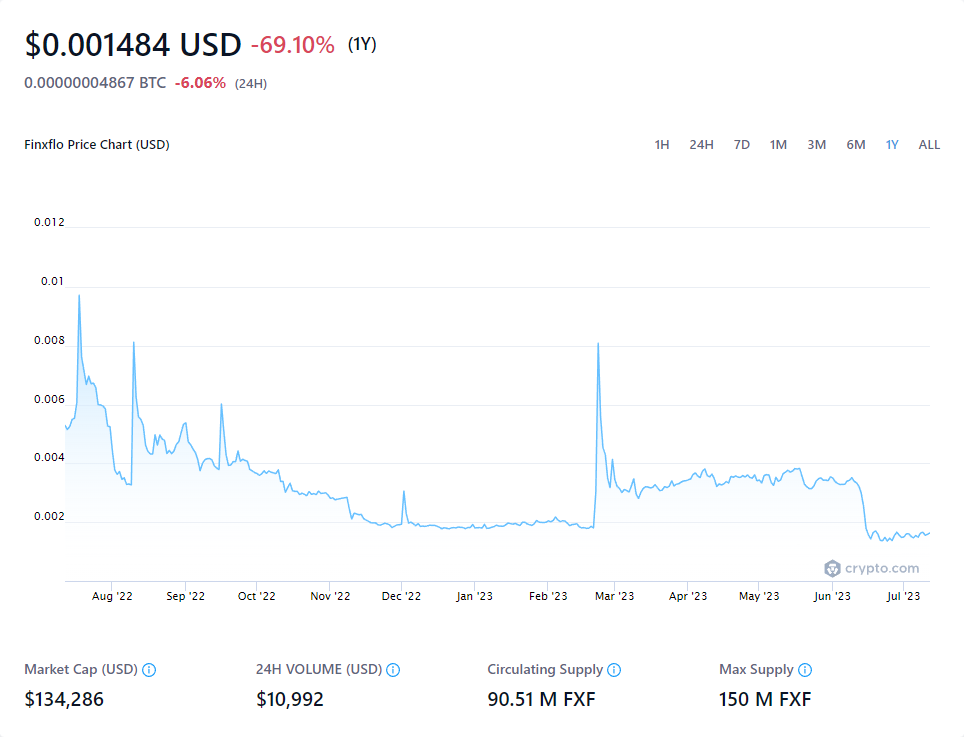 $0.001484 USD -69.10% (1Y)
0.00000004867 BTC -6.06% (24H)
Finxflo Price Chart (USD) 1H 24H 7D 1M 3M 6M 1Y ALL
0.012
0.01
0.008
0.006
0.004
0.002
crypto.com
Aug '22 Sep '22 Oct '22 Nov '22 Dec '22 Jan '23 Feb '23 Mar '23 Apr '23 May '23 Jun '23 Jul '23
Market Cap (USD) 24H VOLUME (USD) Circulating Supply Max Supply
$134,286 $10,992 90.51 M FXF 150 M FXF